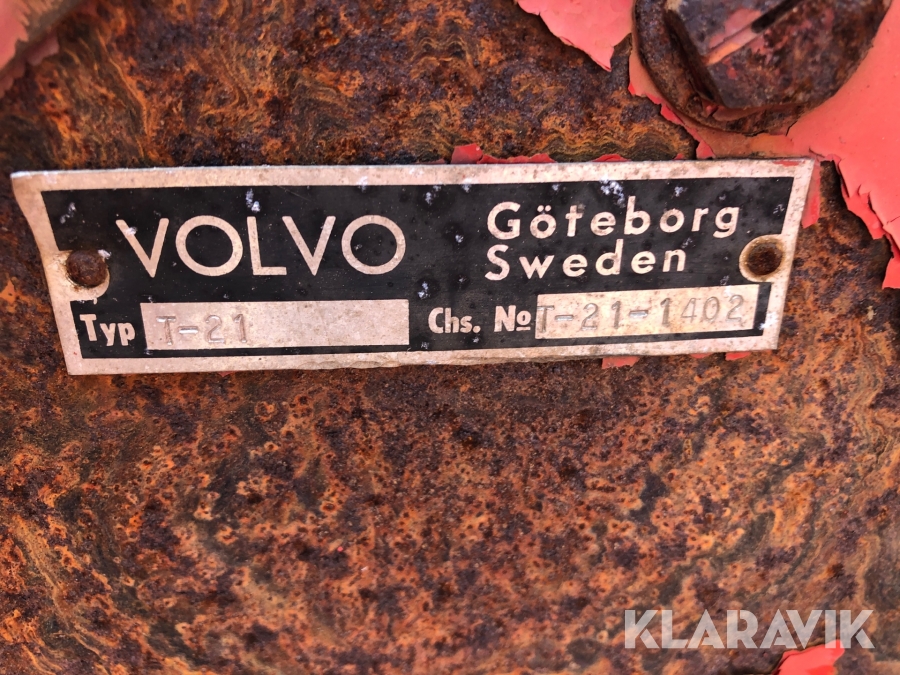 VOLVO
Göteborg
Sweden
Typ T-21
Chs. No T-21-1402
KLARAVIK